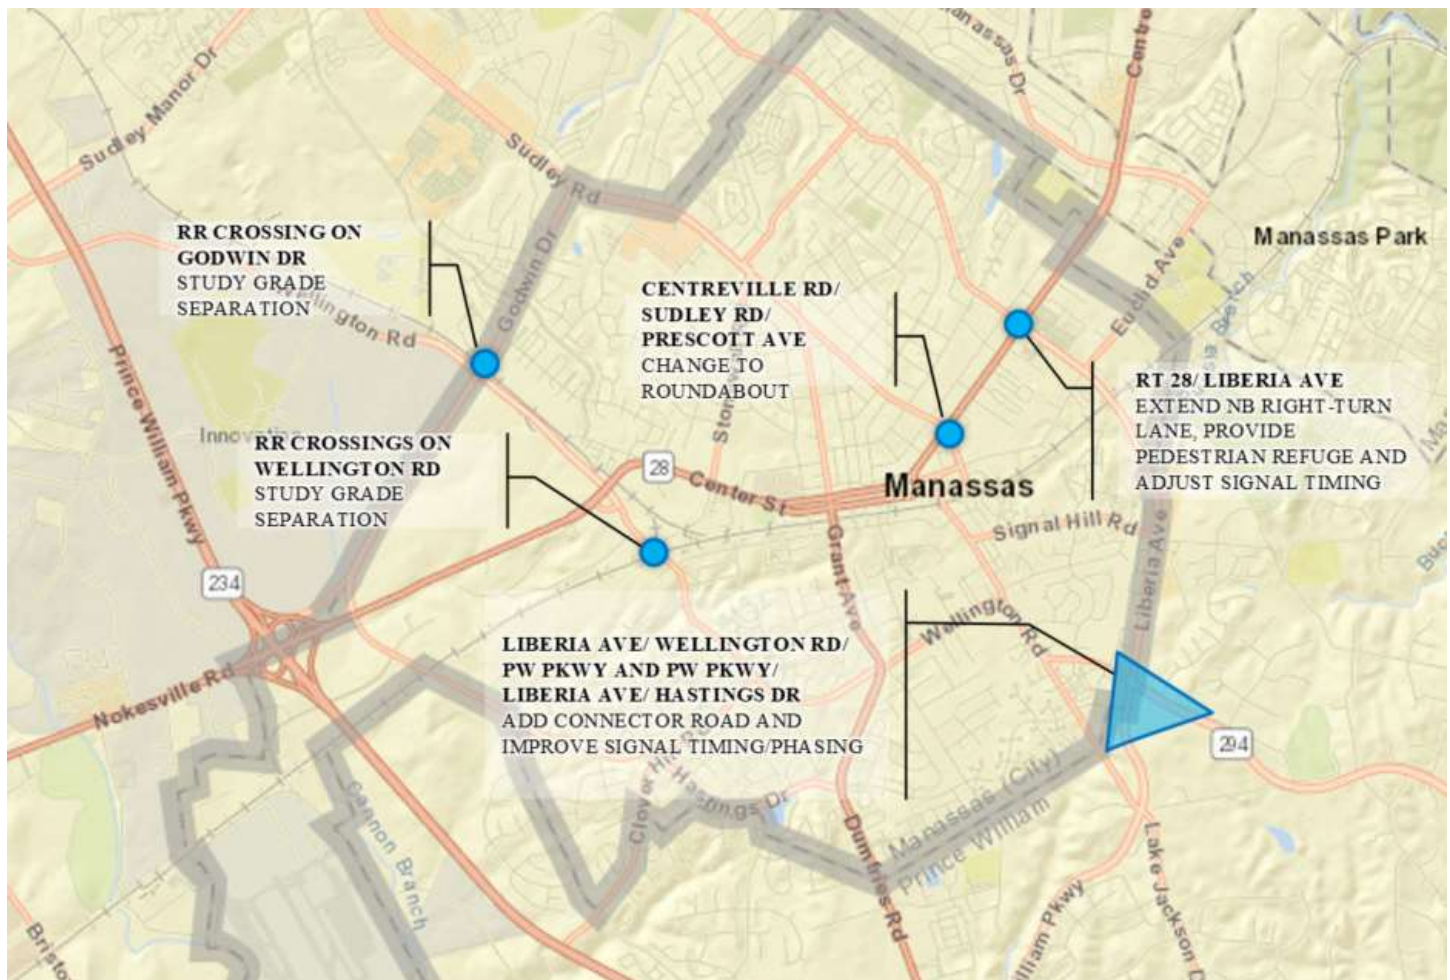 Manassas Dr
Centre
Sudley Manor Dr
Sudley Rd
Manassas Park
RR CROSSING ON
GODWIN DR
STUDY GRADE
SEPARATION
Godwin Dr
Wellington Rd
Euclid Ave
CENTREVILLE RD/
SUDLEY RD/
PRESCOTT AVE
CHANGE TO
ROUNDABOUT
RT 28/ LIBERIA AVE
EXTEND NB RIGHT-TURN
LANE, PROVIDE
PEDESTRIAN REFUGE AND
ADJUST SIGNAL TIMING
Prince William Pkwy
RR CROSSINGS ON
WELLINGTON RD
STUDY GRADE
SEPARATION
28
Center St
Manassas
Signal Hill Rd
234
Grant Ave
Liberia Ave
Wellington Rd
LIBERIA AVE/ WELLINGTON RD/
PW PKWY AND PW PKWY/
LIBERIA AVE/ HASTINGS DR
ADD CONNECTOR ROAD AND
IMPROVE SIGNAL TIMING/PHASING
Nokesville Rd
294
Hastings Dr
Cannon Branch
Manassas (City)
Prince William
Dumfries Rd
Lake Jackson D
illiam Pkwy
Bristo